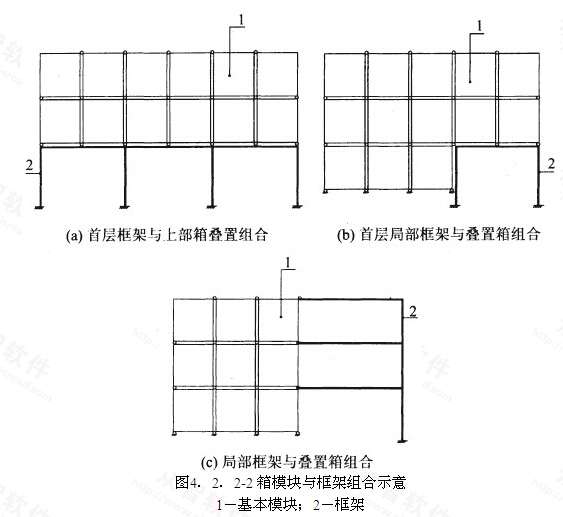 1
1
2
2
(a) 首层框架与上部箱叠置组合
(b) 首层局部框架与叠置箱组合
1
2
(c) 局部框架与叠置箱组合
图4．2．2-2 箱模块与框架组合示意
1－基本模块；2－框架